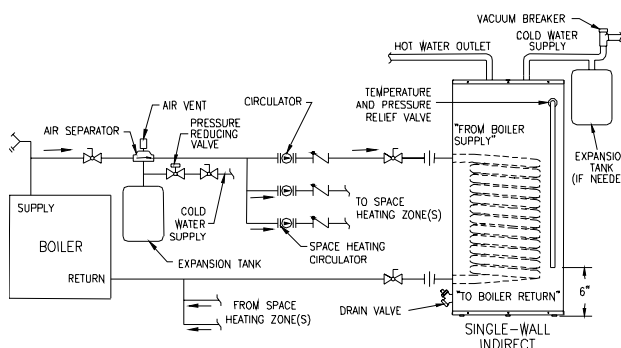 VACUUM BREAKER
COLD WATER
SUPPLY
HOT WATER OUTLET
AIR VENT
CIRCULATOR
TEMPERATURE
AND PRESSURE
RELIEF VALVE
AIR SEPARATOR
PRESSURE
REDUCING
VALVE
"FROM BOILER
SUPPLY"
EXPANSION
TANK
(IF NEEDE
SUPPLY
BOILER
RETURN
COLD
WATER
SUPPLY
TO SPACE
HEATING ZONE(S)
EXPANSION TANK
SPACE HEATING
CIRCULATOR
FROM SPACE
HEATING ZONE(S)
DRAIN VALVE
"TO BOILER RETURN"
6"
SINGLE-WALL
INDIRECT